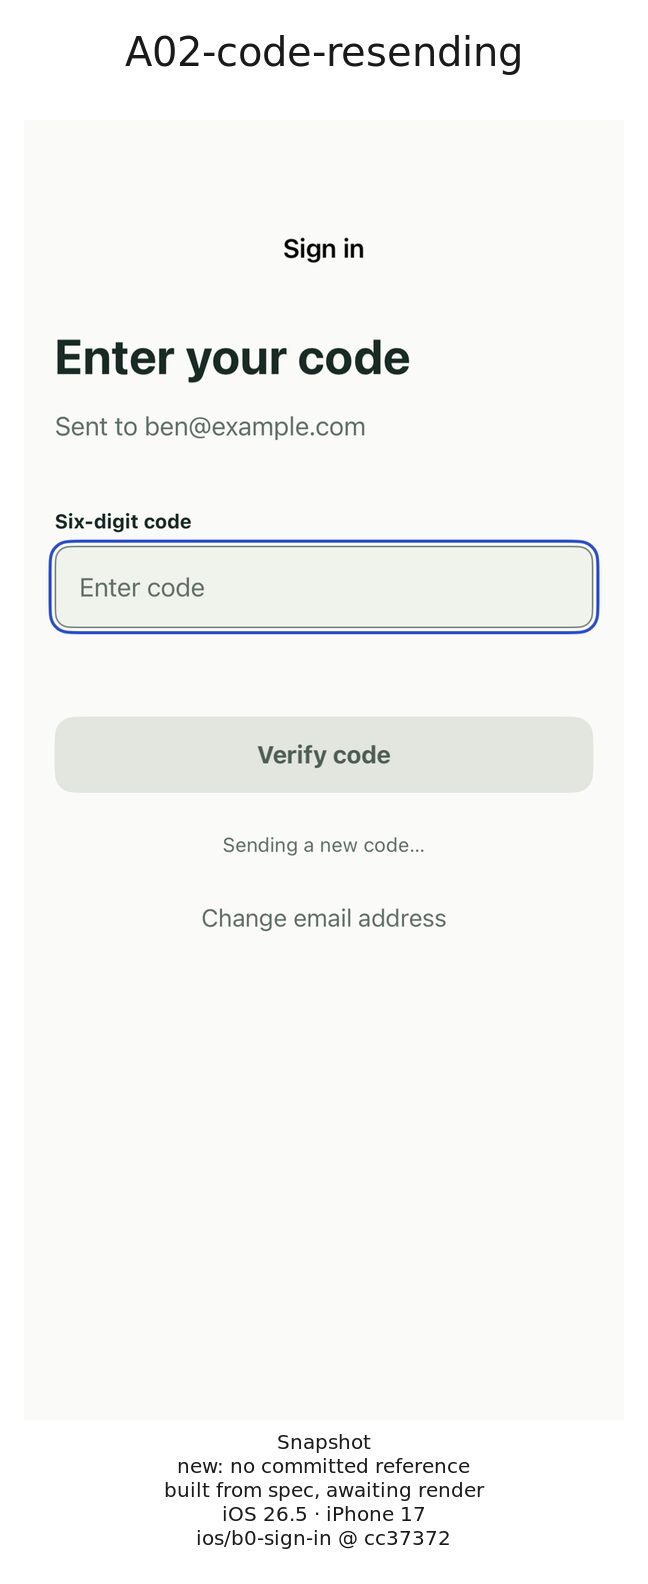 A02-code-resending
Sign in
Enter your code
Sent to ben@example.com
Six-digit code
Enter code
Verify code
Sending a new code...
Change email address
Snapshot
new: no committed reference
built from spec, awaiting render
iOS 26.5 · iPhone 17
ios/b0-sign-in @ cc37372